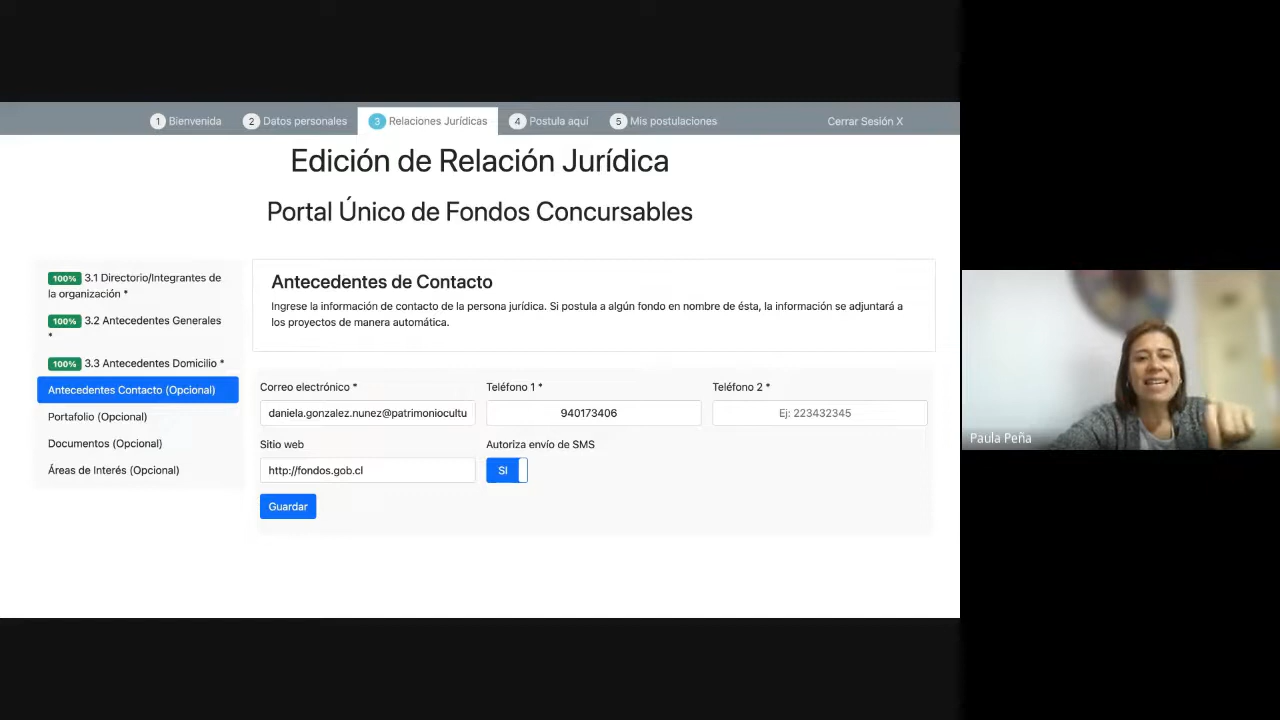 1 Bienvenida 2 Datos personales 3 Relaciones Jurídicas 4 Postula aquí 5 Mis postulaciones Cerrar Sesión X
Edición de Relación Jurídica
Portal Único de Fondos Concursables
100% 3.1 Directorio/Integrantes de
la organización *
100% 3.2 Antecedentes Generales
*
100% 3.3 Antecedentes Domicilio *
Antecedentes Contacto (Opcional)
Portafolio (Opcional)
Documentos (Opcional)
Áreas de Interés (Opcional)
Antecedentes de Contacto
Ingrese la información de contacto de la persona jurídica. Si postula a algún fondo en nombre de ésta, la información se adjuntará a
los proyectos de manera automática.
Correo electrónico * Teléfono 1 * Teléfono 2 *
daniela.gonzalez.nunez@patrimoniocultu 940173406 Ej: 223432345
Sitio web Autoriza envío de SMS
http://fondos.gob.cl SI
Guardar
Paula Peña